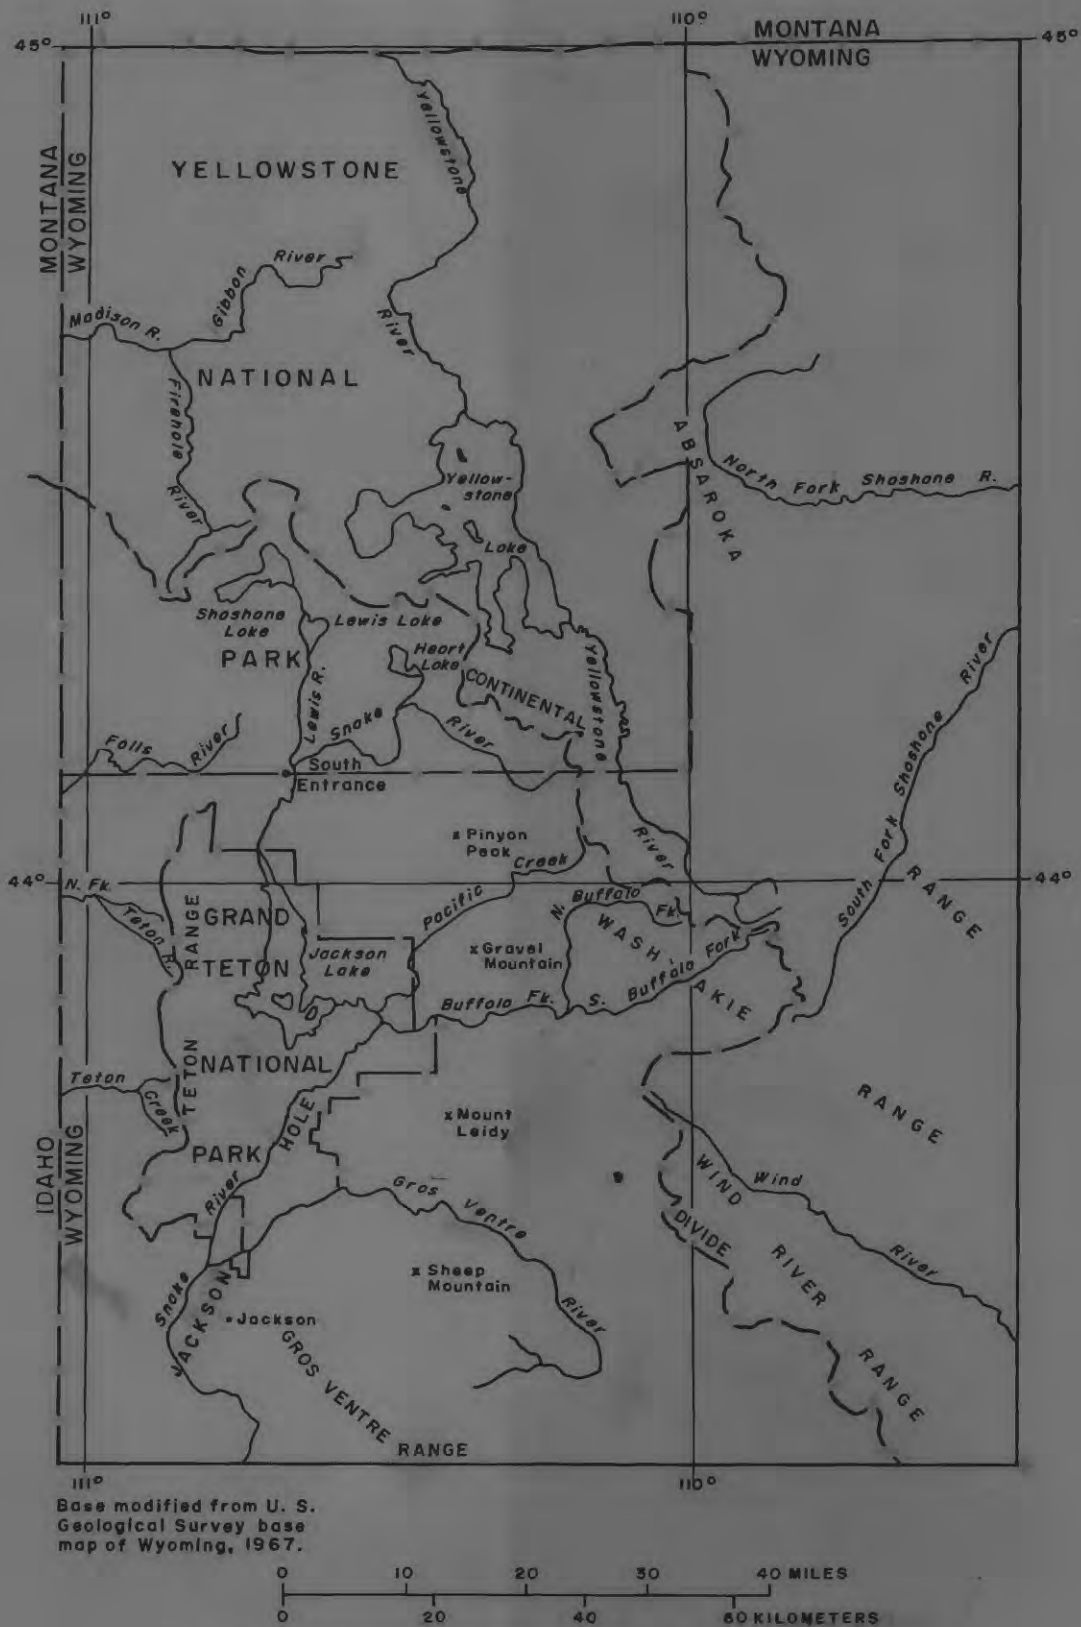 111°
110°
45°
MONTANA
45°
WYOMING
Yellowstone
YELLOWSTONE
MONTANA
WYOMING
River
Gibbon
Madison R.
River
Firehole
NATIONAL
ABSAROKA
Yellow-
stone
North Fork Shoshone R.
River
Lake
Shoshone
Lake
Lewis Lake
Heart
Lake
PARK
CONTINENTAL
Yellowstone
Lewis R.
Snake
River
Falls
River
South
Entrance
South Fork Shoshone River
Pinyon
Peak
River
Creek
44°
44°
N. Fk.
Teton R.
RANGE
GRAND
Pacific
N. Buffalo
Fk.
RANGE
WASH-
AKIE
Gravel
Mountain
TETON
Jackson
Lake
Buffalo Fk.
S. Buffalo Fork
NATIONAL
TETON
Teton
Creek
RANGE
HOLE
Mount
Leidy
IDAHO
WYOMING
PARK
River
Gros Ventre
WIND
Wind
DIVIDE
RIVER
River
Snake
JACKSON
Sheep
Mountain
River
Jackson
GROS VENTRE
RANGE
RANGE
111°
110°
Base modified from U. S.
Geological Survey base
map of Wyoming, 1967.
0 10 20 30 40 MILES
0 20 40 60 KILOMETERS